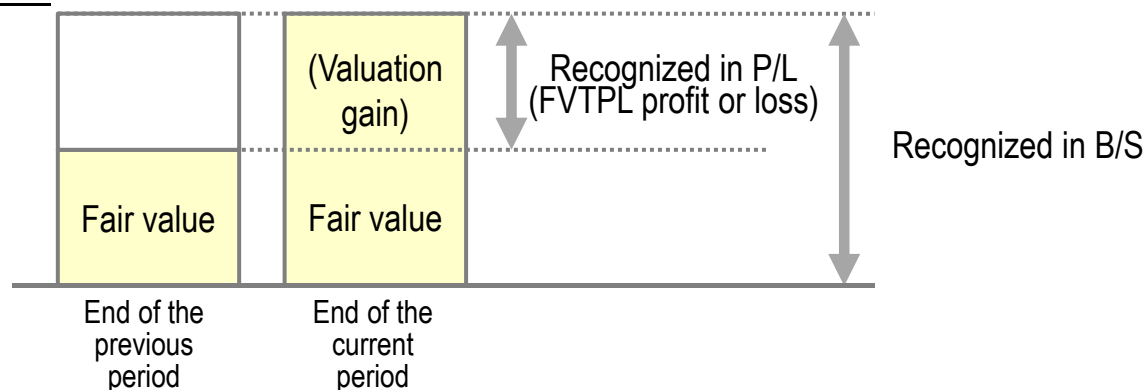 (Valuation
gain)
Recognized in P/L
(FVTPL profit or loss)
Recognized in B/S
Fair value
Fair value
End of the
previous
period
End of the
current
period